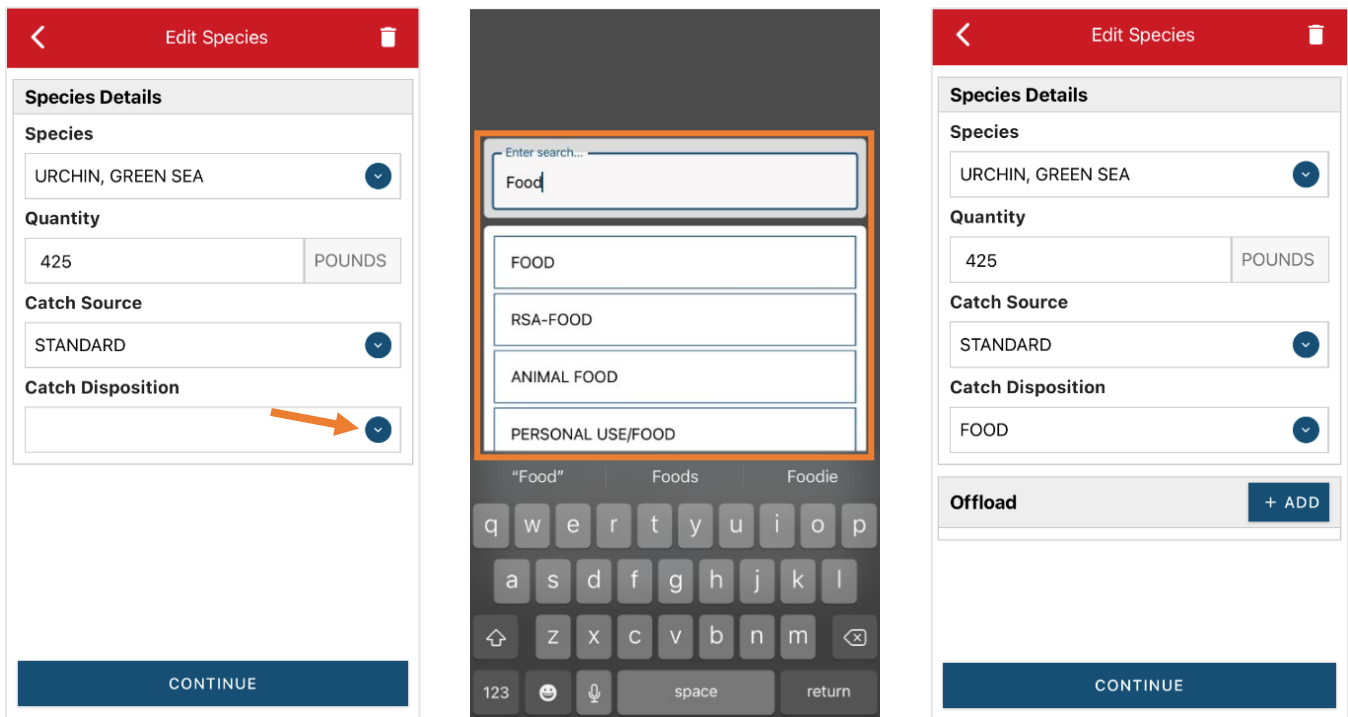 Edit Species
Species Details
Species
URCHIN, GREEN SEA
Quantity
425 POUNDS
Catch Source
STANDARD
Catch Disposition
CONTINUE
Enter search...
Food
FOOD
RSA-FOOD
ANIMAL FOOD
PERSONAL USE/FOOD
“Food” Foods Foodie
q w e r t y u i o p
a s d f g h j k l
z x c v b n m
123 space return
Edit Species
Species Details
Species
URCHIN, GREEN SEA
Quantity
425 POUNDS
Catch Source
STANDARD
Catch Disposition
FOOD
Offload + ADD
CONTINUE